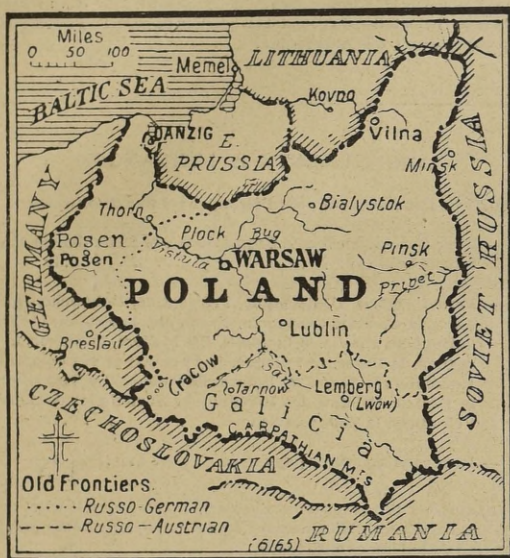 Miles
0 50 100
BALTIC SEA
Memel
LITHUANIA
Kovno
DANZIG
E.
PRUSSIA
Vilna
Minsk
GERMANY
Thorn
Bialystok
Posen
Posen
Plock
Bug
Vistula
WARSAW
Pinsk
Pripet
POLAND
SOVIET RUSSIA
Breslau
Lublin
Cracow
San
Tarnow
Lemberg
(Lwow)
Galicia
CZECHOSLOVAKIA
CARPATHIAN Mts
Old Frontiers
Russo-German
Russo-Austrian
(6165)
RUMANIA